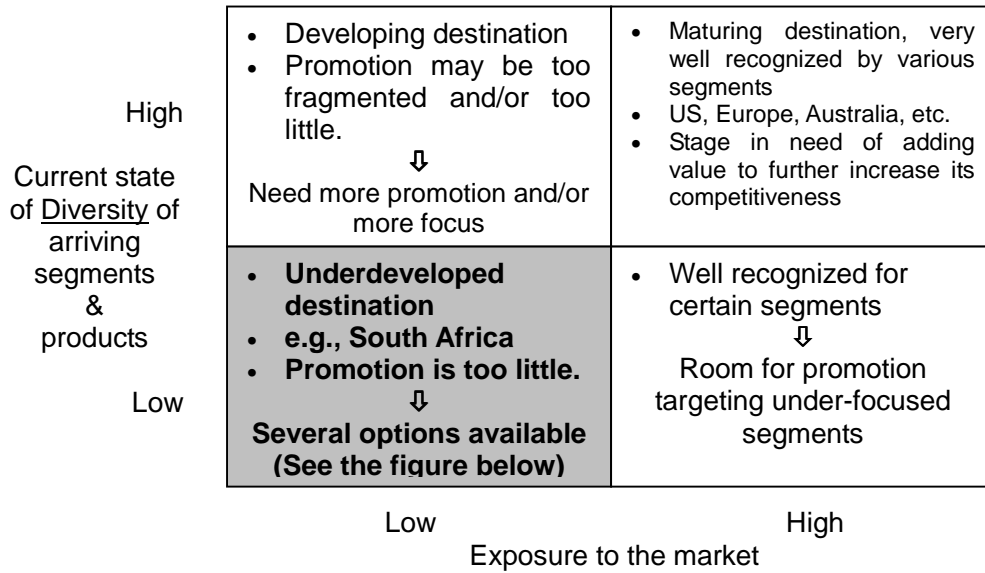 High
Current state
of Diversity of
arriving
segments
&
products
Low
• Developing destination
• Promotion may be too
fragmented and/or too
little.
⇩
Need more promotion and/or
more focus
• Maturing destination, very
well recognized by various
segments
• US, Europe, Australia, etc.
• Stage in need of adding
value to further increase its
competitiveness
• Underdeveloped
destination
• e.g., South Africa
• Promotion is too little.
⇩
Several options available
(See the figure below)
• Well recognized for
certain segments
⇩
Room for promotion
targeting under-focused
segments
Low
High
Exposure to the market